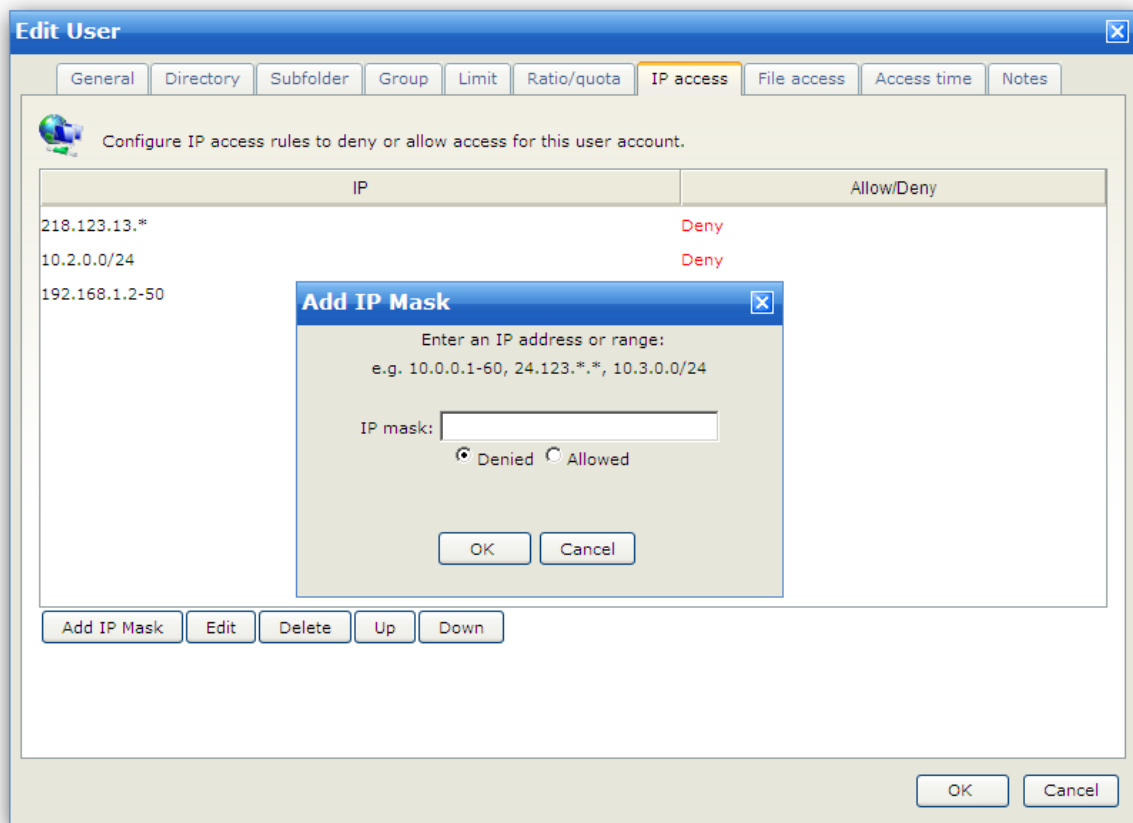 Edit User
General Directory Subfolder Group Limit Ratio/quota IP access File access Access time Notes
Configure IP access rules to deny or allow access for this user account.
IP Allow/Deny
218.123.13.* Deny
10.2.0.0/24 Deny
192.168.1.2-50
Add IP Mask
Enter an IP address or range:
e.g. 10.0.0.1-60, 24.123.*.*, 10.3.0.0/24
IP mask:
Denied Allowed
OK Cancel
Add IP Mask Edit Delete Up Down
OK Cancel